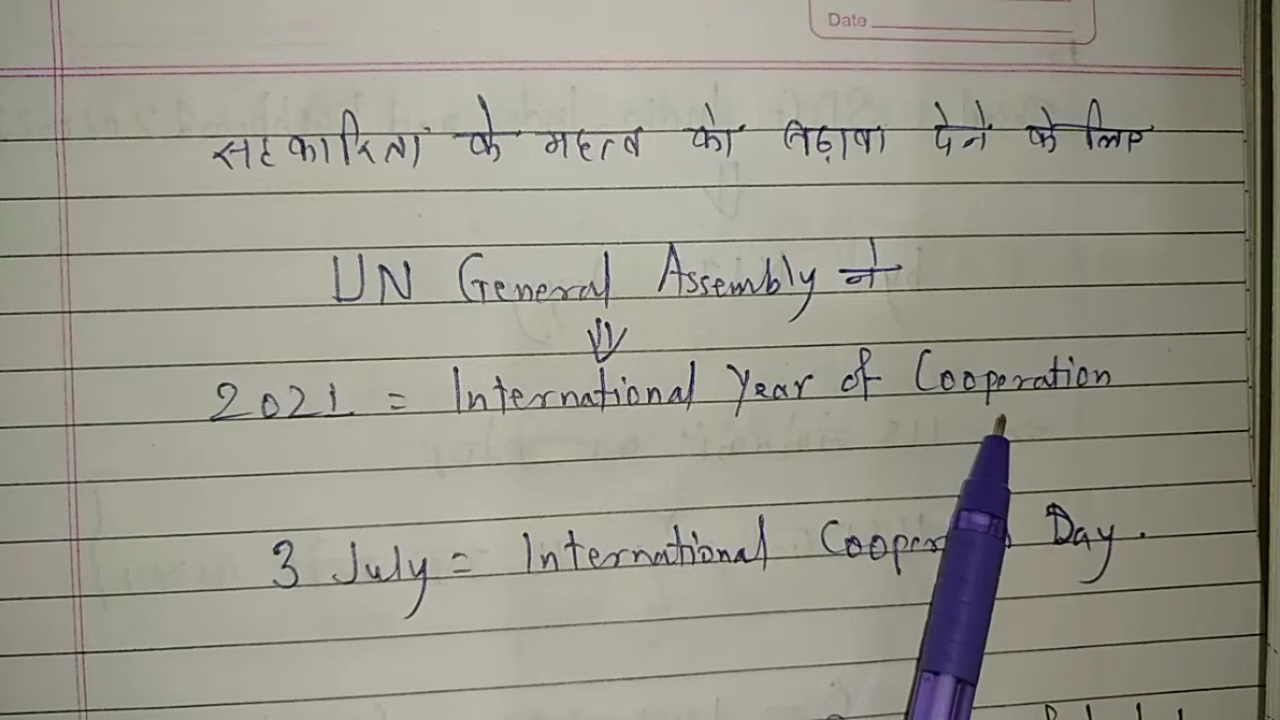 Date
सहकारिता के महत्व को बढ़ावा देने के लिए
UN General Assembly ने
2021 = International Year of Cooperation
3 July = International Day.